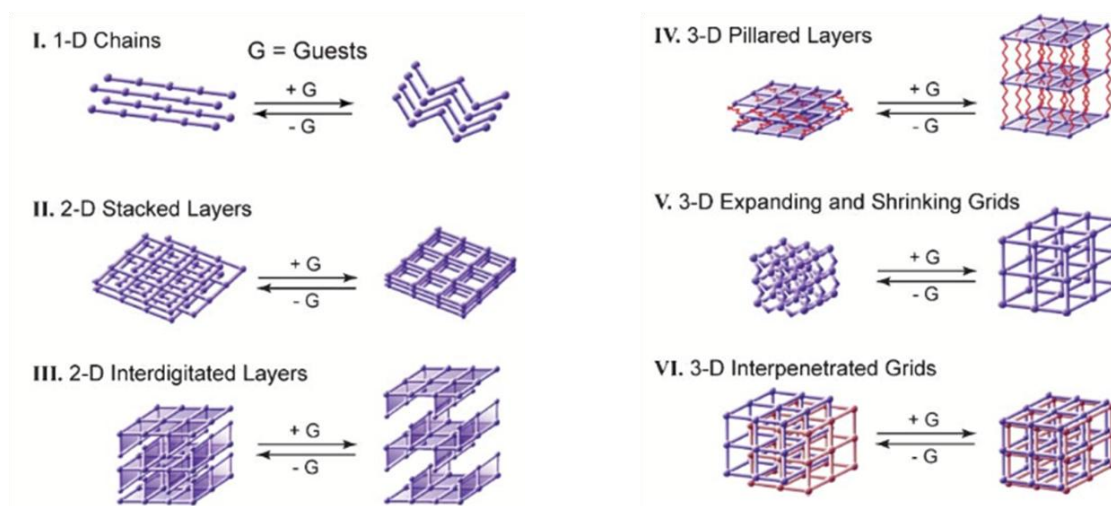 I. 1-D Chains
G = Guests
+ G
- G
II. 2-D Stacked Layers
+ G
- G
III. 2-D Interdigitated Layers
+ G
- G
IV. 3-D Pillared Layers
+ G
- G
V. 3-D Expanding and Shrinking Grids
+ G
- G
VI. 3-D Interpenetrated Grids
+ G
- G